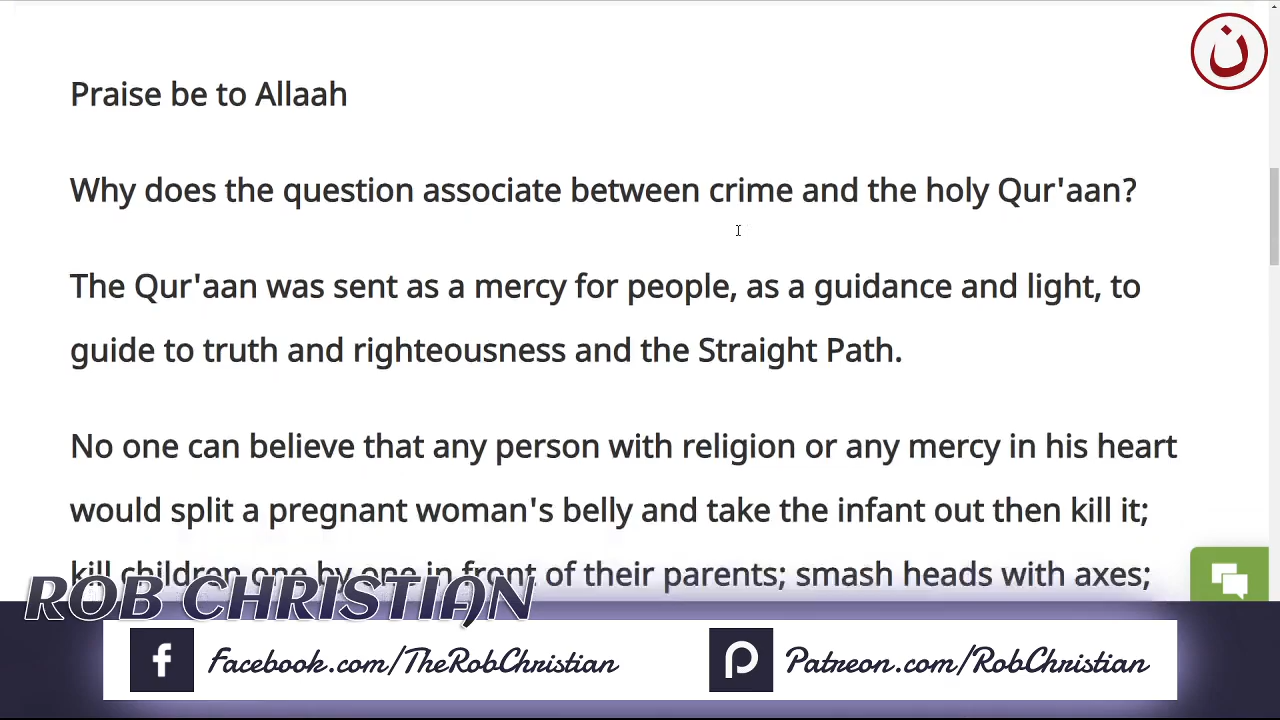 ن
Praise be to Allaah
Why does the question associate between crime and the holy Qur'aan?
The Qur'aan was sent as a mercy for people, as a guidance and light, to
guide to truth and righteousness and the Straight Path.
No one can believe that any person with religion or any mercy in his heart
would split a pregnant woman's belly and take the infant out then kill it;
kill children one by one in front of their parents; smash heads with axes;
ROB CHRISTIAN
Facebook.com/TheRobChristian
Patreon.com/RobChristian